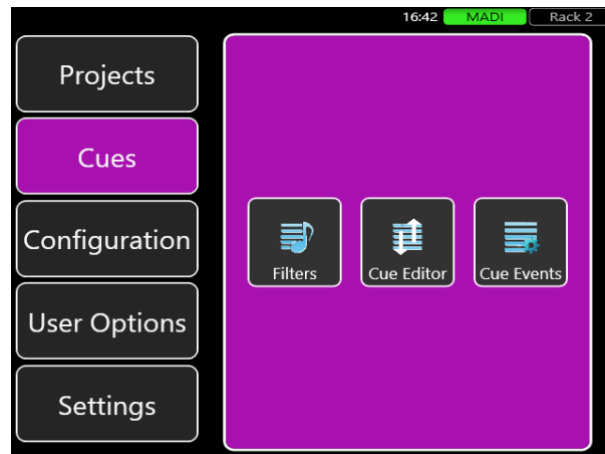 16:42 MADI Rack 2
Projects
Cues
Configuration
User Options
Settings
Filters
Cue Editor
Cue Events